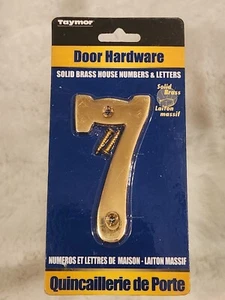 Taymor
Door Hardware
SOLID BRASS HOUSE NUMBERS & LETTERS
Solid
Brass
Laiton
massif
7
NUMEROS ET LETTRES DE MAISON - LAITON MASSIF
Quincaillerie de Porte